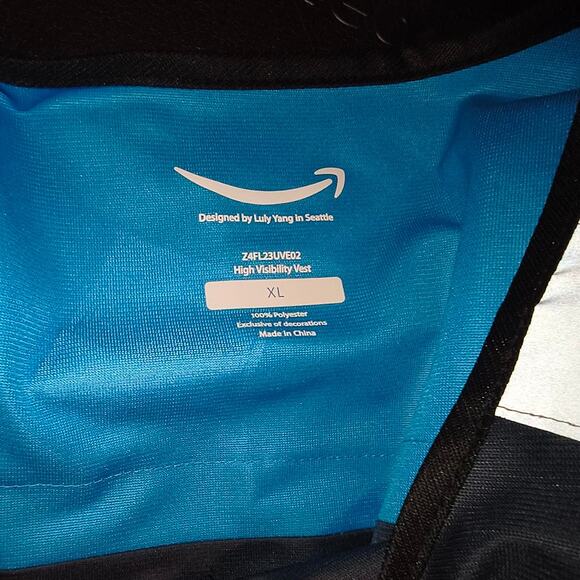 Designed by Luly Yang in Seattle
Z4FL23UVE02
High Visibility Vest
XL
100% Polyester
Exclusive of decorations
Made in China